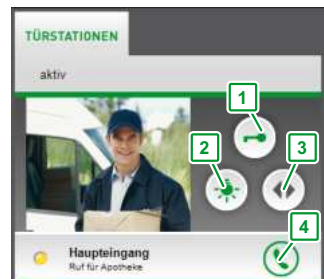 TÜRSTATIONEN
aktiv
1
2
3
4
Haupteingang
Ruf für Apotheke